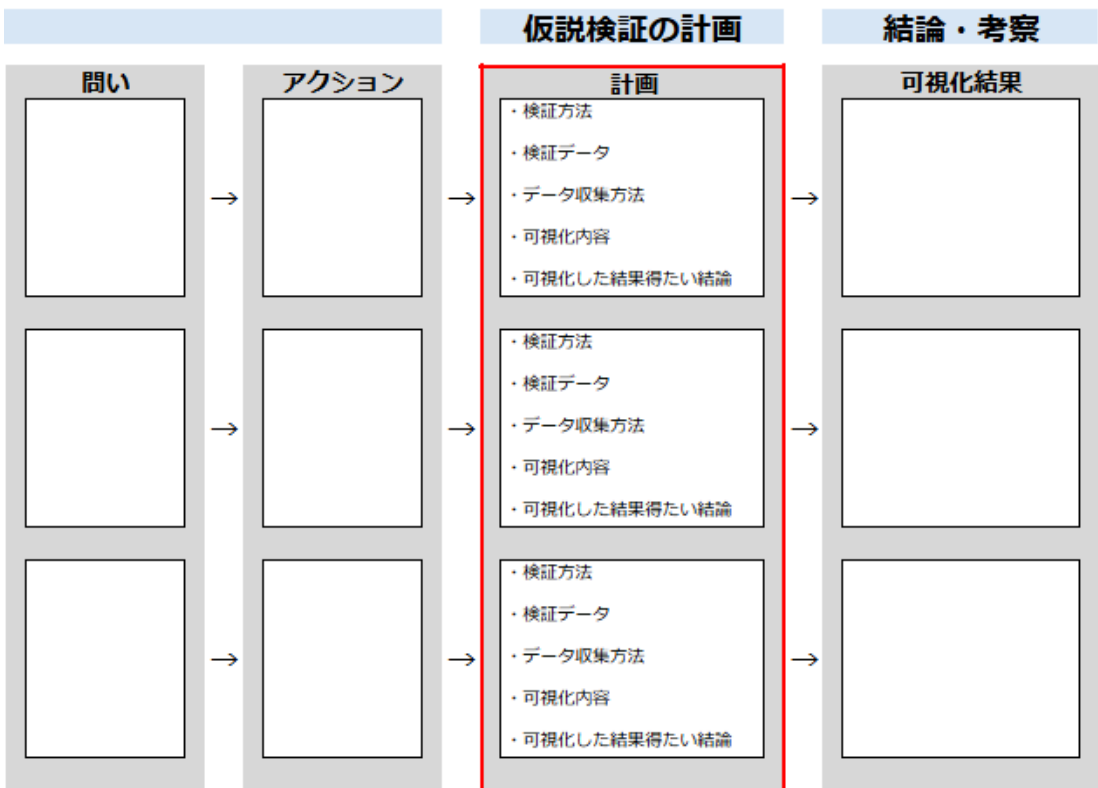 仮説検証の計画
結論・考察
問い
アクション
計画
可視化結果
・検証方法
・検証データ
・データ収集方法
・可視化内容
・可視化した結果得たい結論
→
→
→
・検証方法
・検証データ
・データ収集方法
・可視化内容
・可視化した結果得たい結論
→
→
→
・検証方法
・検証データ
・データ収集方法
・可視化内容
・可視化した結果得たい結論
→
→
→